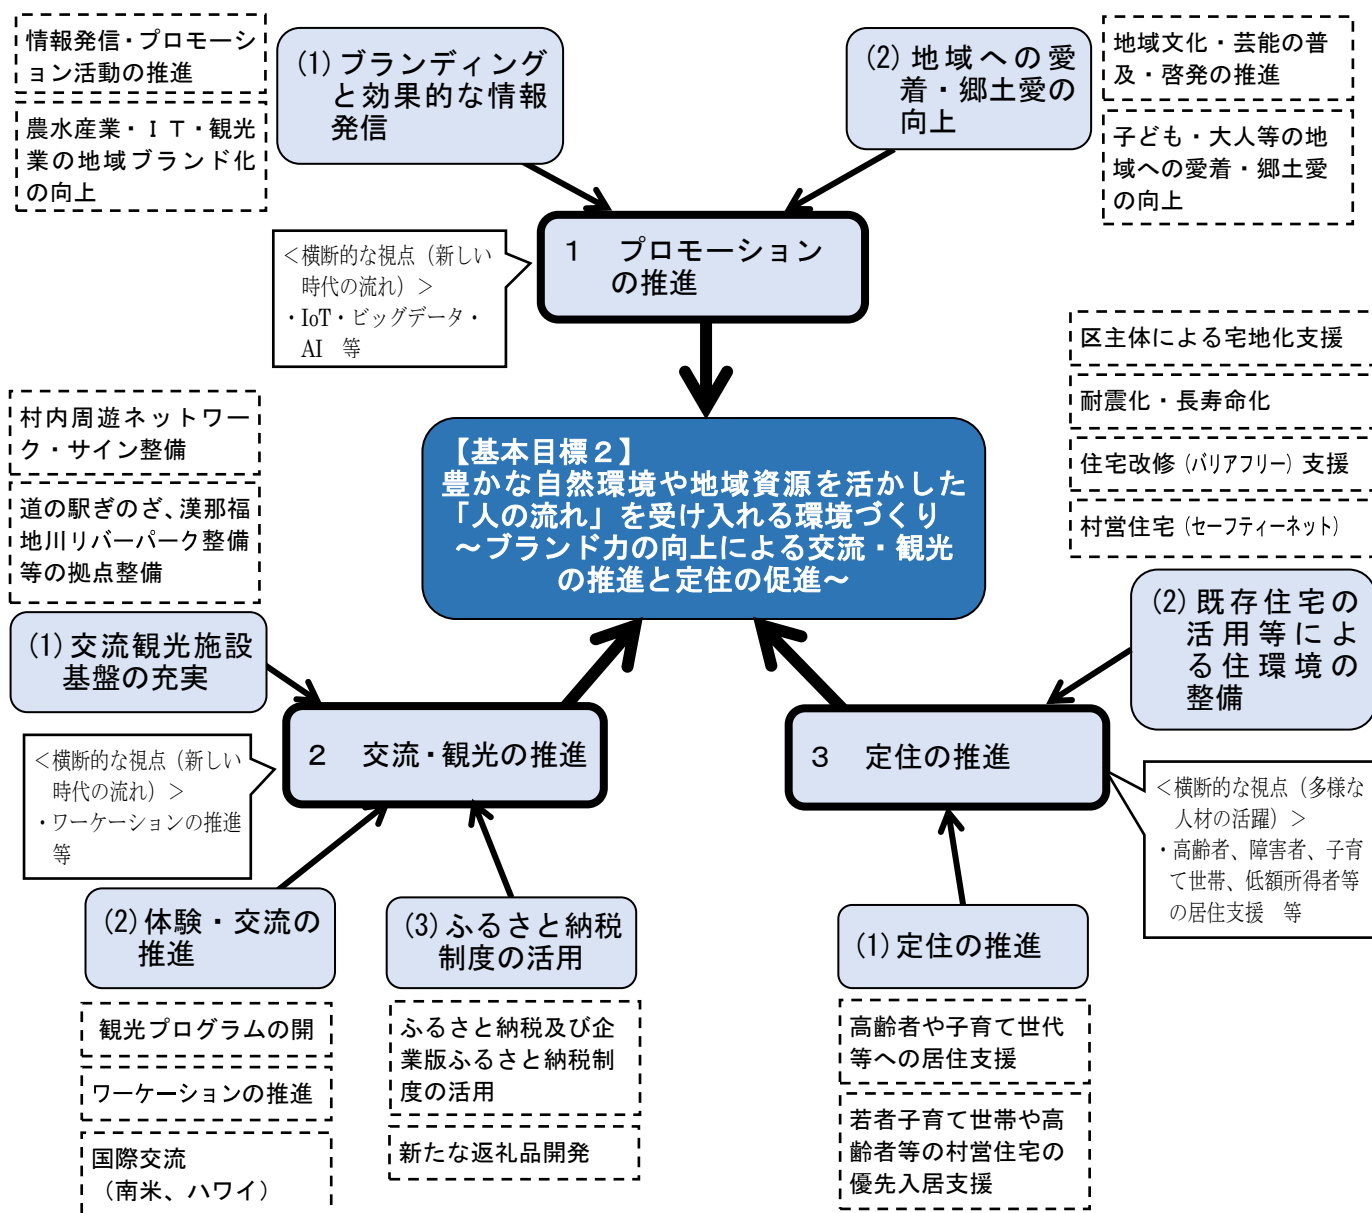 情報発信・プロモーシ
ョン活動の推進
農水産業・ＩＴ・観光
業の地域ブランド化
の向上
(1)ブランディング
と効果的な情報
発信
(2)地域への愛
着・郷土愛の
向上
地域文化・芸能の普
及・啓発の推進
子ども・大人等の地
域への愛着・郷土愛
の向上
１　プロモーション
の推進
＜横断的な視点（新しい
時代の流れ）＞
・IoT・ビッグデータ・
AI　等
区主体による宅地化支援
耐震化・長寿命化
住宅改修（バリアフリー）支援
村営住宅（セーフティーネット）
村内周遊ネットワー
ク・サイン整備
道の駅ぎのざ、漢那福
地川リバーパーク整備
等の拠点整備
【基本目標２】
豊かな自然環境や地域資源を活かした
「人の流れ」を受け入れる環境づくり
～ブランド力の向上による交流・観光
の推進と定住の促進～
(1)交流観光施設
基盤の充実
(2)既存住宅の
活用等によ
る住環境の
整備
２　交流・観光の推進
３　定住の推進
＜横断的な視点（新しい
時代の流れ）＞
・ワーケーションの推進
等
＜横断的な視点（多様な
人材の活躍）＞
・高齢者、障害者、子育
て世帯、低額所得者等
の居住支援　等
(2)体験・交流の
推進
(3)ふるさと納税
制度の活用
(1)定住の推進
観光プログラムの開
ワーケーションの推進
国際交流
（南米、ハワイ）
ふるさと納税及び企
業版ふるさと納税制
度の活用
新たな返礼品開発
高齢者や子育て世代
等への居住支援
若者子育て世帯や高
齢者等の村営住宅の
優先入居支援